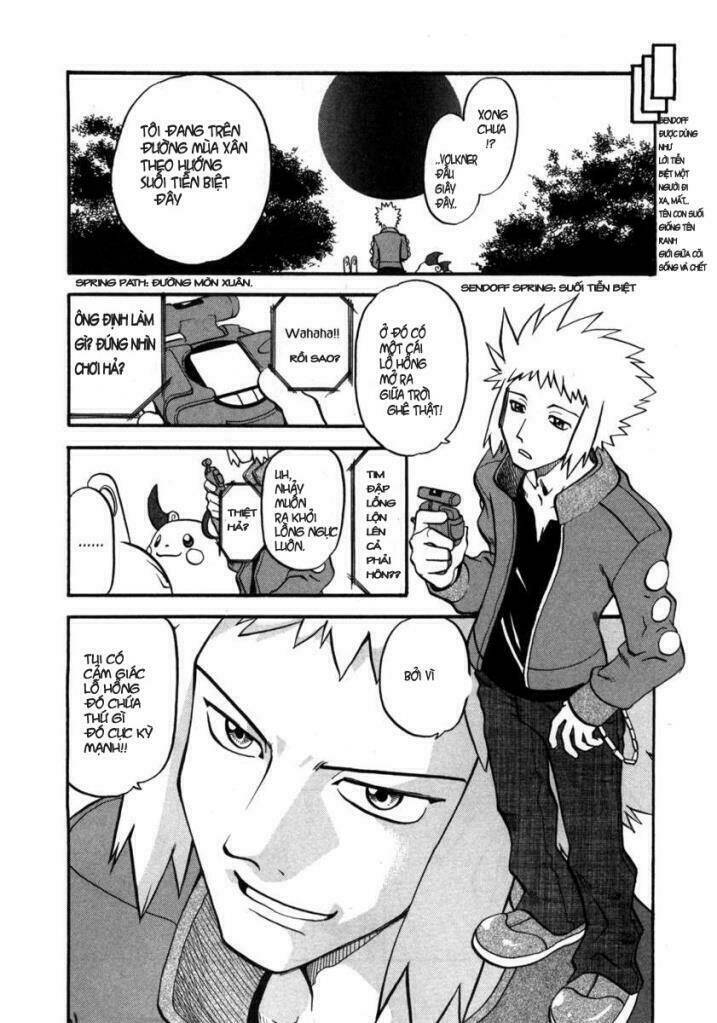 XONG
CHƯA
!?
..VOLKNER
ĐẦU
GIÂY
ĐÂY..
TÔI ĐANG TRÊN
ĐƯỜNG MÙA XÂN
THEO HƯỚNG
SUỐI TIỄN BIỆT
ĐÂY
SENDOFF
ĐƯỢC DÙNG
NHƯ
LỜI TIỄN
BIỆT MỘT
NGƯỜI ĐI
XA, MẤT..
TÊN CON SUỐI
GIỐNG TÊN
RANH
GIỚI GIỮA CÕI
SỐNG VÀ CHẾT
SPRING PATH: ĐƯỜNG MÒN XUÂN.
SENDOFF SPRING: SUỐI TIỄN BIỆT
Ở ĐÓ CÓ
MỘT CÁI
LỖ HỔNG
MỞ RA
GIỮA TRỜI
GHÊ THẬT!
Wahaha!!
RỒI SAO?
ÔNG ĐỊNH LÀM
GÌ? ĐỨNG NHÌN
CHƠI HẢ?
TIM
ĐẬP LỒNG
LỘN
LÊN
CẢ
PHẢI
HÔN??
UH,
NHẢY
MUỐN
RA KHỎI
LỒNG NGỰC
LUÔN.
THIỆT
HẢ?
......
BỞI VÌ
TUI CÓ
CẢM GIÁC
LỖ HỔNG
ĐÓ CHỨA
THỨ GÌ
ĐÓ CỰC KỲ
MẠNH!!